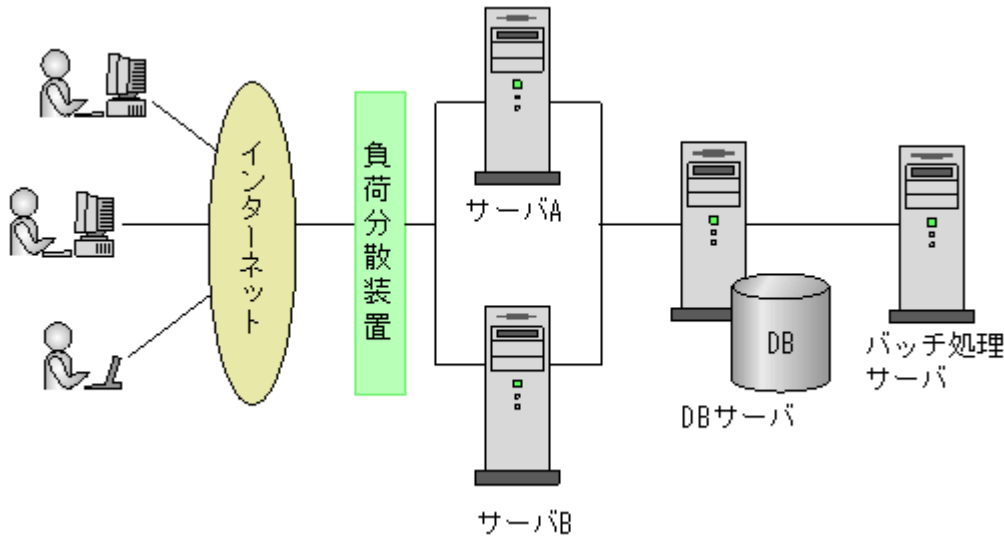 インターネット
負荷分散装置
サーバA
サーバB
DB
DBサーバ
バッチ処理
サーバ